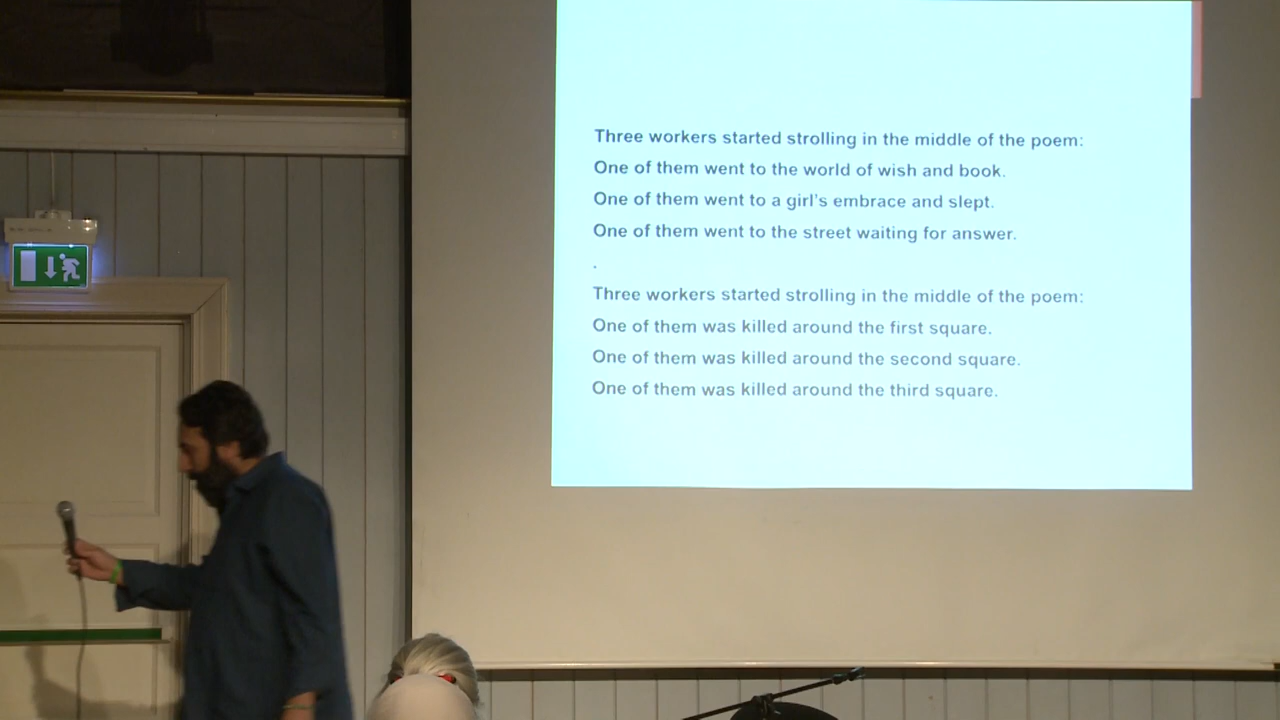 Three workers started strolling in the middle of the poem:
One of them went to the world of wish and book.
One of them went to a girl's embrace and slept.
One of them went to the street waiting for answer.
.
Three workers started strolling in the middle of the poem:
One of them was killed around the first square.
One of them was killed around the second square.
One of them was killed around the third square.